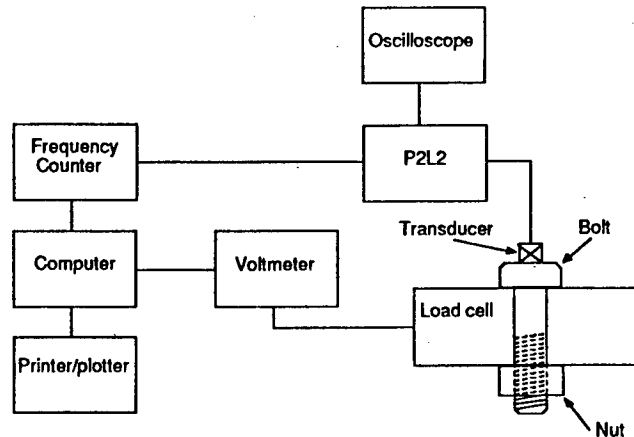 Oscilloscope
Frequency
Counter
P2L2
Transducer
Bolt
Computer
Voltmeter
Load cell
Printer/plotter
Nut